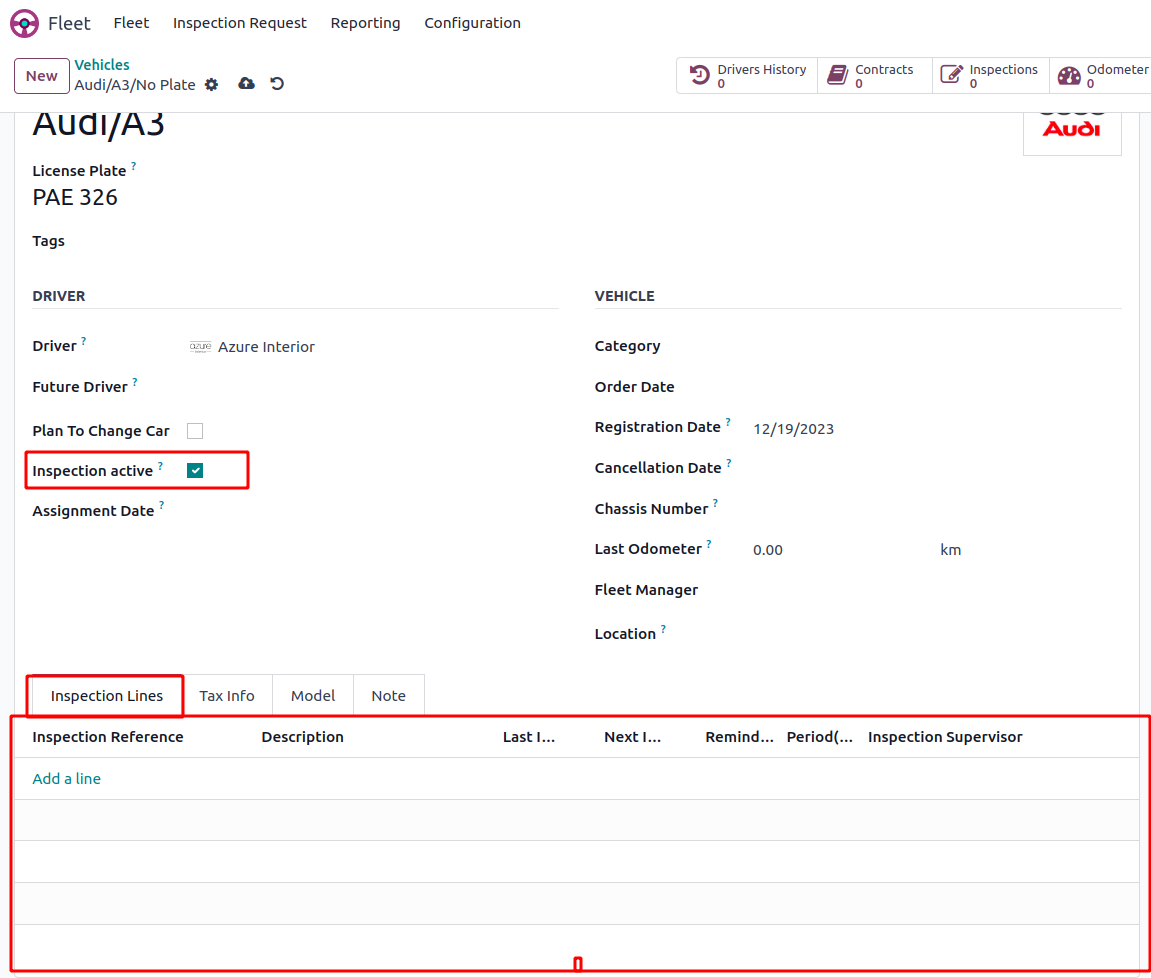 Fleet Fleet Inspection Request Reporting Configuration
New Vehicles
Audi/A3/No Plate
Drivers History 0 Contracts 0 Inspections 0 Odometer 0
Audi/A3
Audi
License Plate ?
PAE 326
Tags
DRIVER VEHICLE
Driver ? azure interior Azure Interior Category
Future Driver ? Order Date
Plan To Change Car Registration Date ? 12/19/2023
Inspection active ? Cancellation Date ?
Assignment Date ? Chassis Number ?
Last Odometer ? 0.00 km
Fleet Manager
Location ?
Inspection Lines Tax Info Model Note
Inspection Reference Description Last I... Next I... Remind... Period(... Inspection Supervisor
Add a line